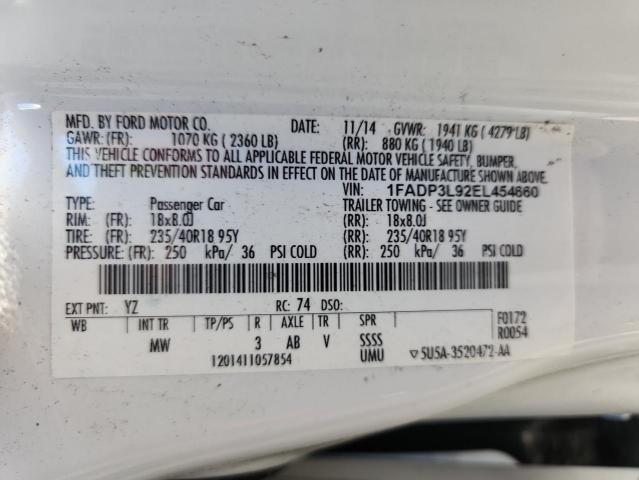 MFD. BY FORD MOTOR CO. DATE: 11/14 GVWR: 1941 KG ( 4279 LB)
GAWR: (FR): 1070 KG ( 2360 LB) (RR): 880 KG ( 1940 LB)
THIS VEHICLE CONFORMS TO ALL APPLICABLE FEDERAL MOTOR VEHICLE SAFETY, BUMPER,
AND THEFT PREVENTION STANDARDS IN EFFECT ON THE DATE OF MANUFACTURE SHOWN ABOVE.
VIN: 1FADP3L92EL454660
TYPE: Passenger Car TRAILER TOWING - SEE OWNER GUIDE
RIM: (FR) 18x8.0J (RR): 18x8.0J
TIRE: (FR) 235/40R18 95Y (RR): 235/40R18 95Y
PRESSURE: (FR) 250 kPa/ 36 PSI COLD (RR): 250 kPa/ 36 PSI COLD
EXT PNT: YZ RC: 74 DSO: F0172
WB INT TR TP/PS R AXLE TR SPR R0054
MW 3 AB V SSSS
1201411057854 UMU ▽5U5A-3520472-AA